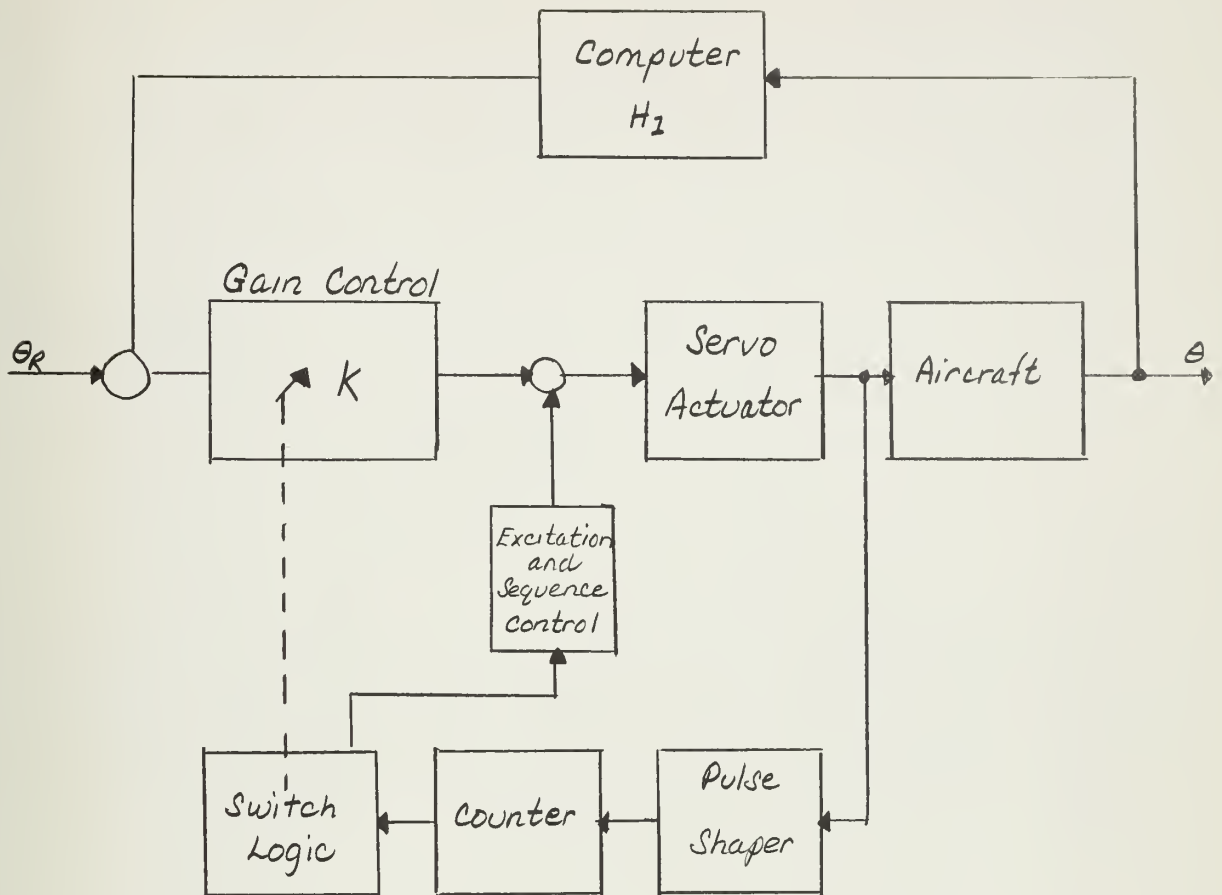 Computer
H1
Gain Control
θR
K
Servo
Actuator
Aircraft
θ
Excitation
and
Sequence
Control
Switch
Logic
Counter
Pulse
Shaper